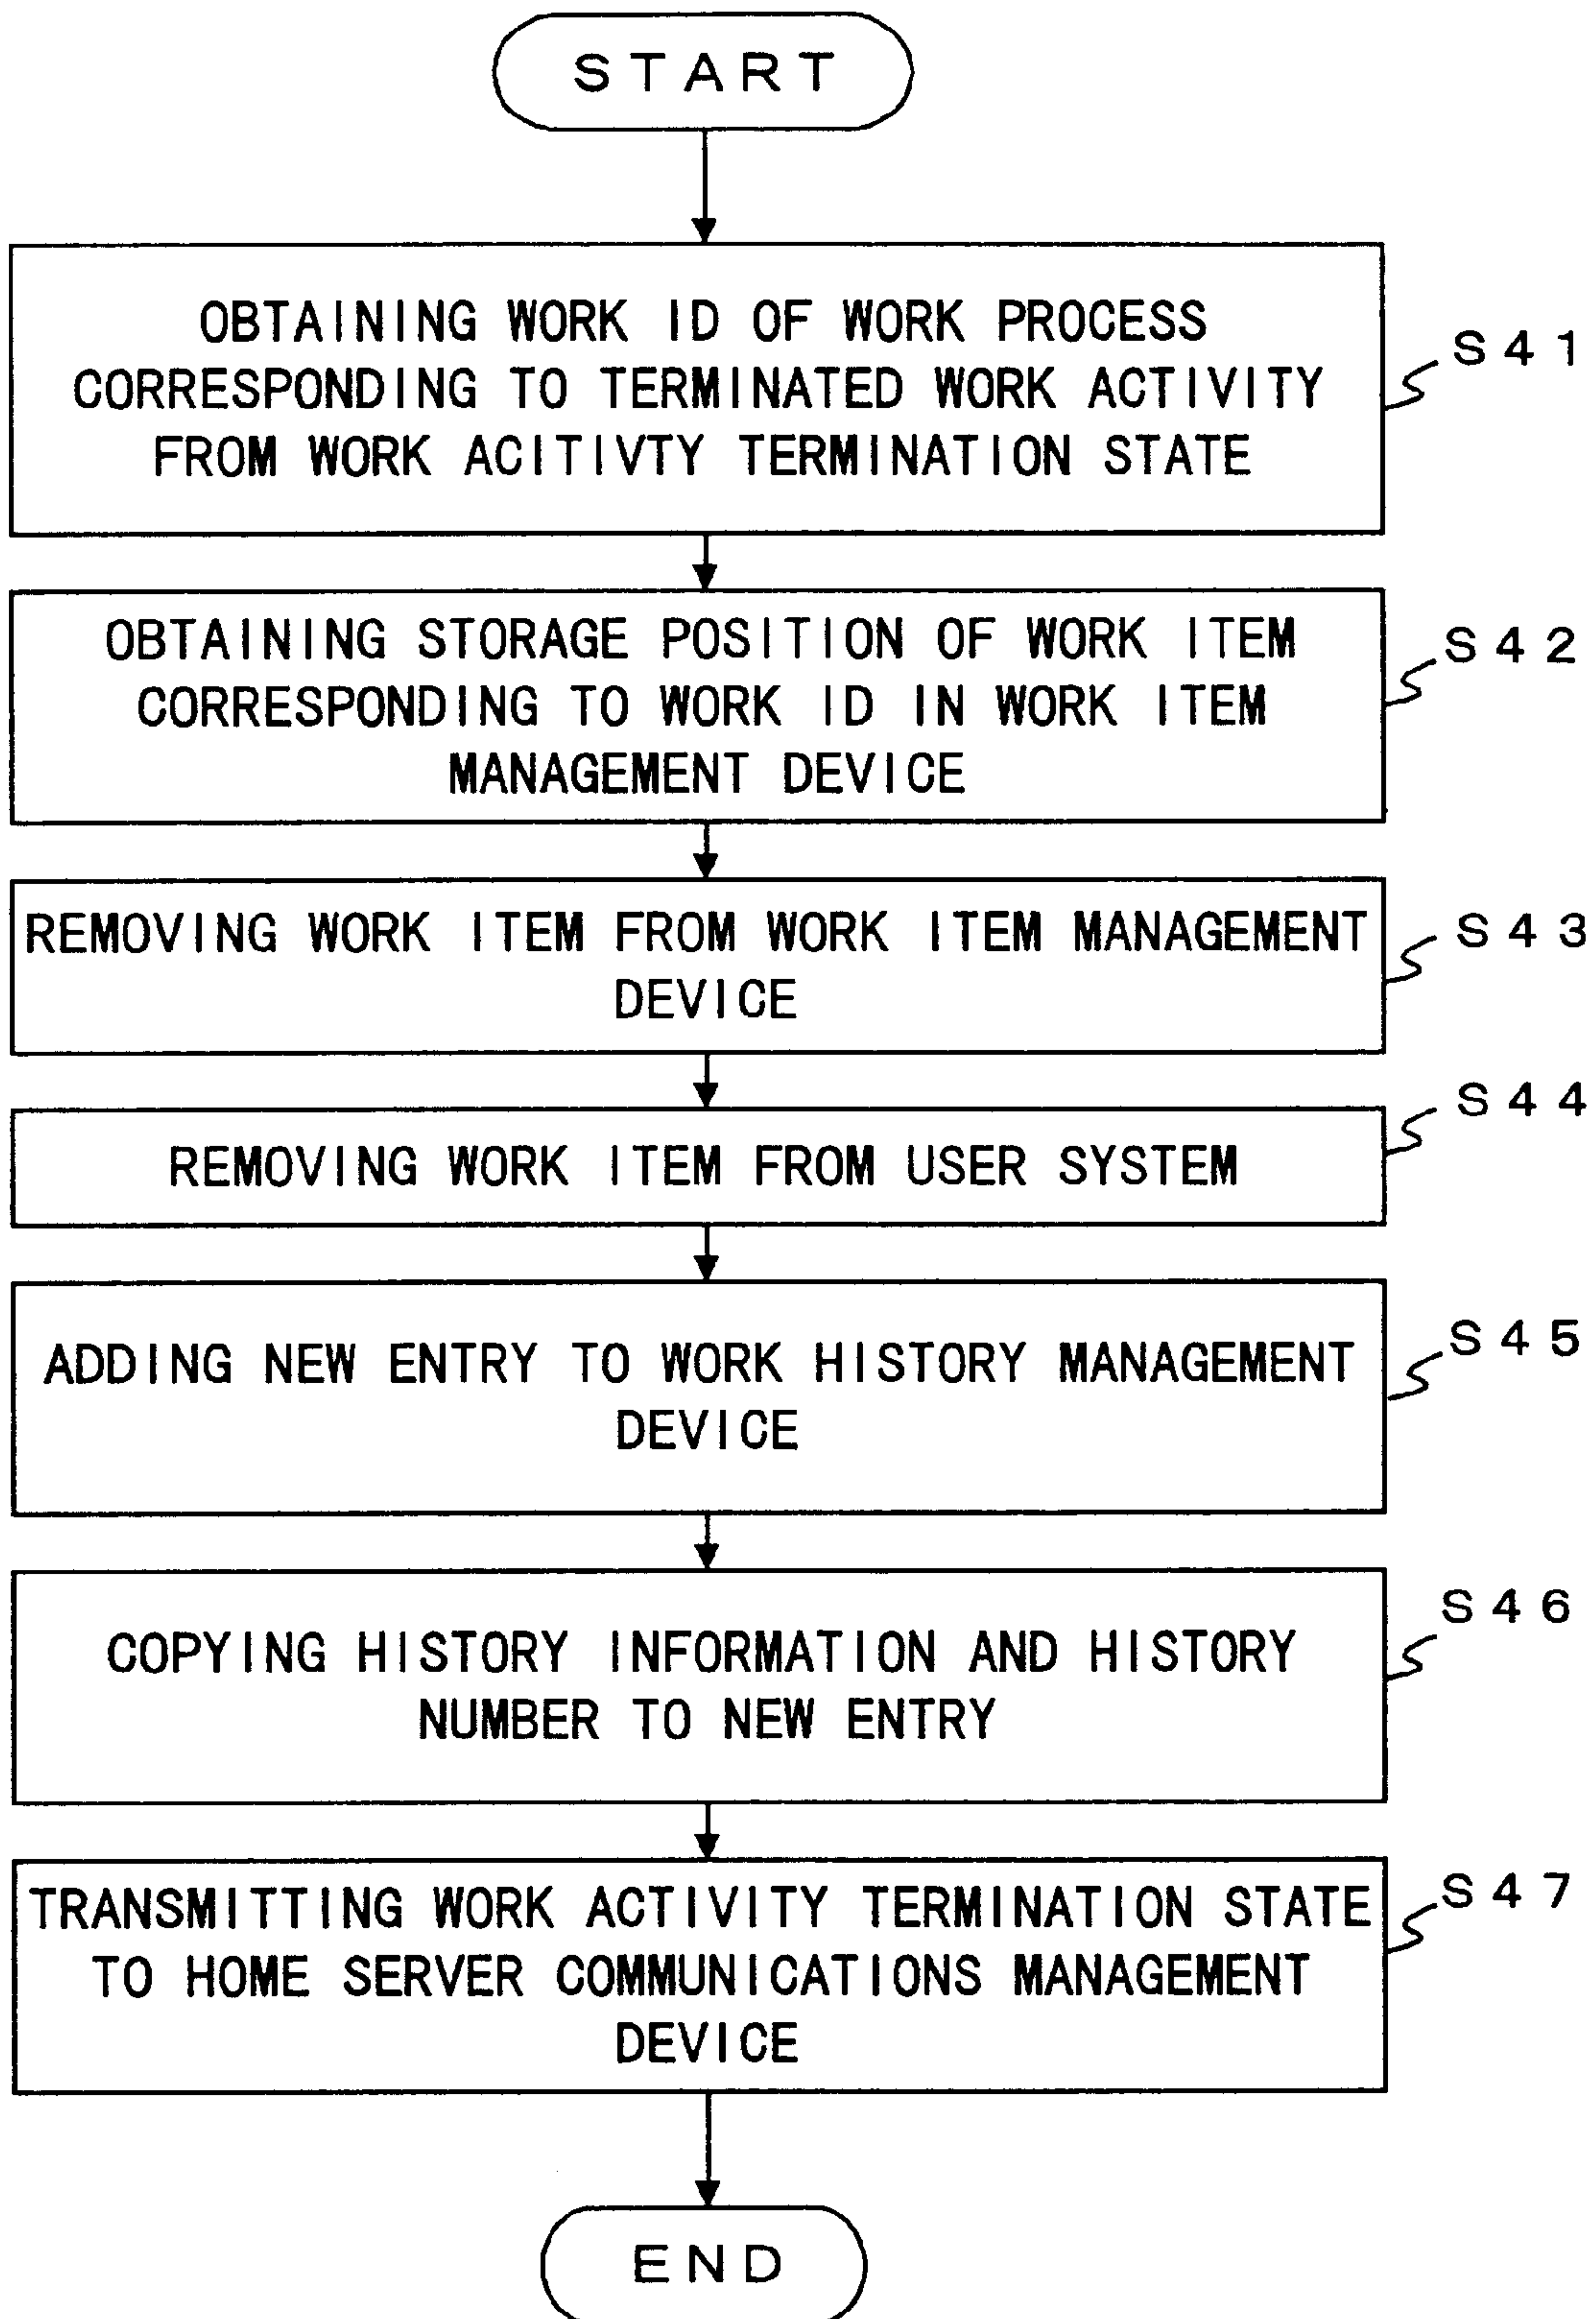 START
OBTAINING WORK ID OF WORK PROCESS
CORRESPONDING TO TERMINATED WORK ACTIVITY
FROM WORK ACITIVTY TERMINATION STATE
S41
OBTAINING STORAGE POSITION OF WORK ITEM
CORRESPONDING TO WORK ID IN WORK ITEM
MANAGEMENT DEVICE
S42
REMOVING WORK ITEM FROM WORK ITEM MANAGEMENT
DEVICE
S43
REMOVING WORK ITEM FROM USER SYSTEM
S44
ADDING NEW ENTRY TO WORK HISTORY MANAGEMENT
DEVICE
S45
COPYING HISTORY INFORMATION AND HISTORY
NUMBER TO NEW ENTRY
S46
TRANSMITTING WORK ACTIVITY TERMINATION STATE
TO HOME SERVER COMMUNICATIONS MANAGEMENT
DEVICE
S47
END